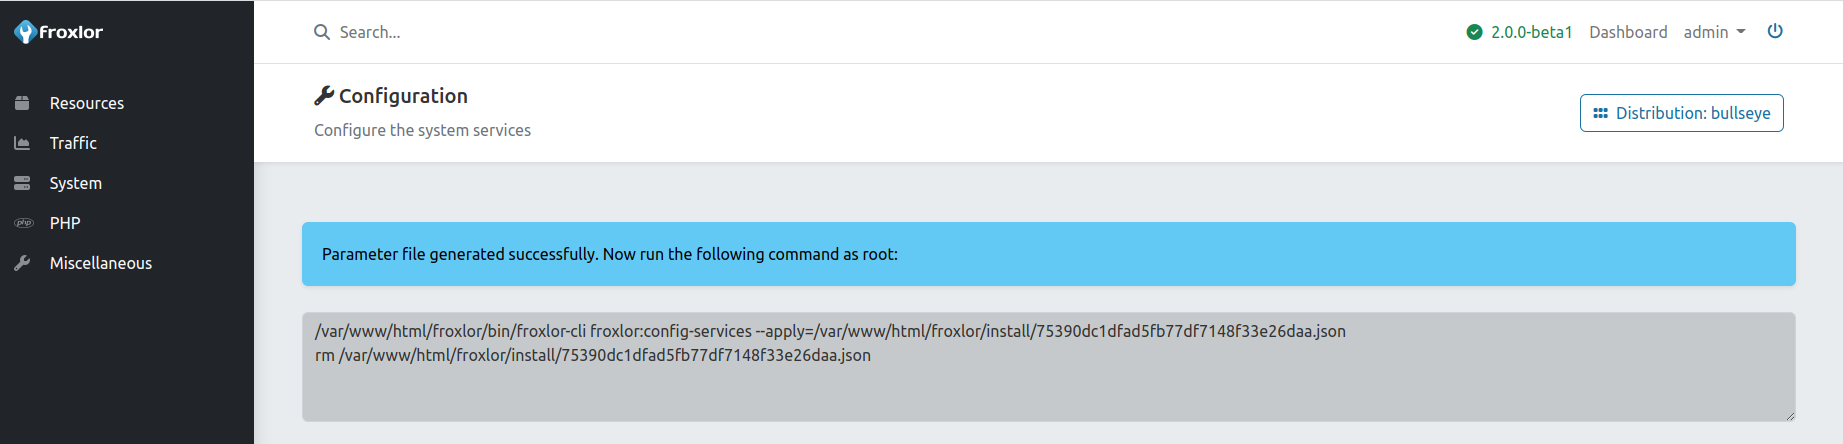 froxlor
Search...
2.0.0-beta1 Dashboard admin
Resources
Traffic
System
php PHP
Miscellaneous
Configuration
Configure the system services
Distribution: bullseye
Parameter file generated successfully. Now run the following command as root:
/var/www/html/froxlor/bin/froxlor-cli froxlor:config-services --apply=/var/www/html/froxlor/install/75390dc1dfad5fb77df7148f33e26daa.json
rm /var/www/html/froxlor/install/75390dc1dfad5fb77df7148f33e26daa.json